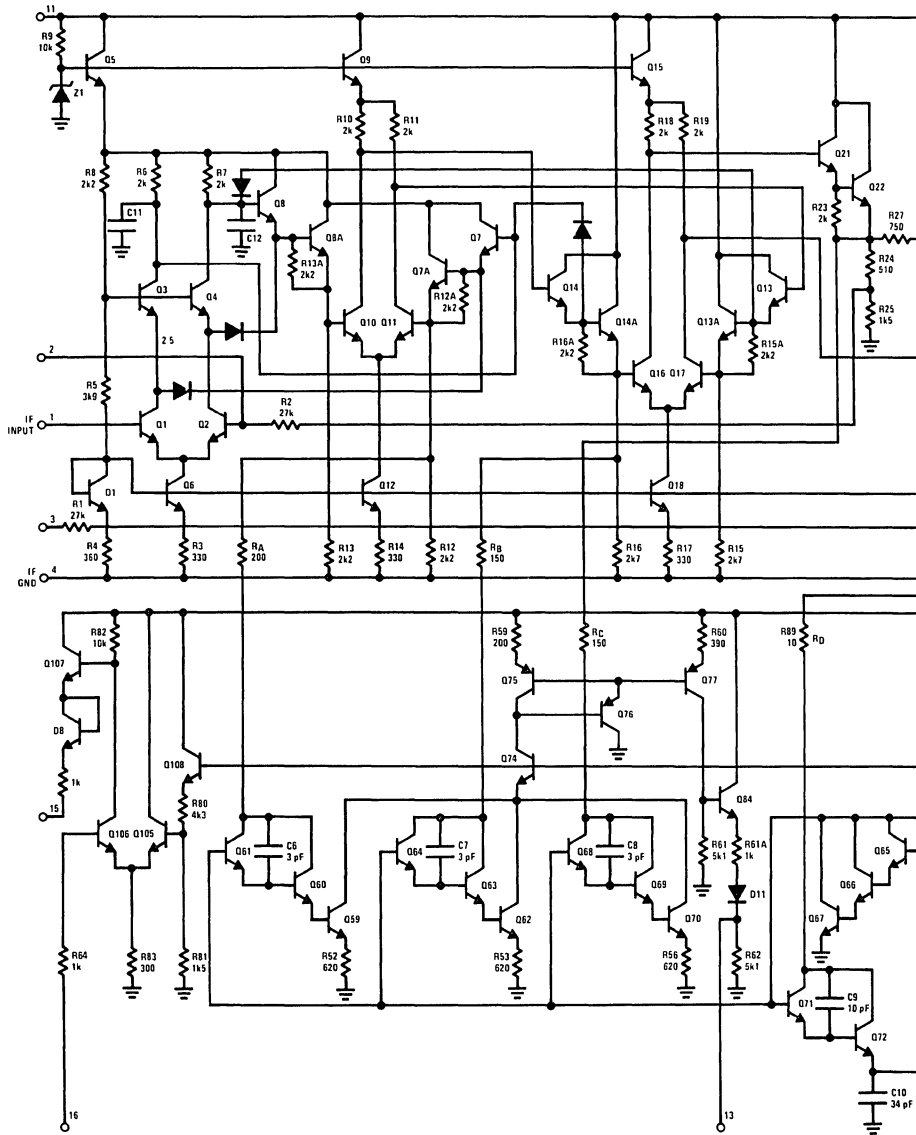 11
R9
10k
Z1
Q5
Q9
Q15
R8
2k2
R6
2k
R7
2k
R10
2k
R11
2k
R18
2k
R19
2k
C11
C12
Q8
Q8A
Q7
Q7A
R13A
2k2
R12A
2k2
Q3
Q4
Q10
Q11
Q14
Q14A
Q13
Q13A
R16A
2k2
R15A
2k2
Q16
Q17
Q21
Q22
R23
2k
R27
750
R24
510
R25
1k5
2
2 5
R5
3k9
IF
INPUT
1
Q1
Q2
R2
27k
D1
Q6
Q12
Q18
R1
27k
3
R4
360
R3
330
RA
200
R13
2k2
R14
330
R12
2k2
RB
150
R16
2k7
R17
330
R15
2k7
IF
GND
4
R82
10k
Q107
D8
1k
15
Q108
R80
4k3
Q106
Q105
R64
1k
R83
300
R81
1k5
16
R59
200
RC
150
R60
390
R89
10
RD
Q75
Q76
Q77
Q74
Q84
Q61
C6
3 pF
Q60
Q59
R52
620
Q64
C7
3 pF
Q63
Q62
R53
620
Q68
C8
3 pF
Q69
Q70
R56
620
R61
5k1
R61A
1k
D11
R62
5k1
13
Q65
Q66
Q67
Q71
C9
10 pF
Q72
C10
34 pF